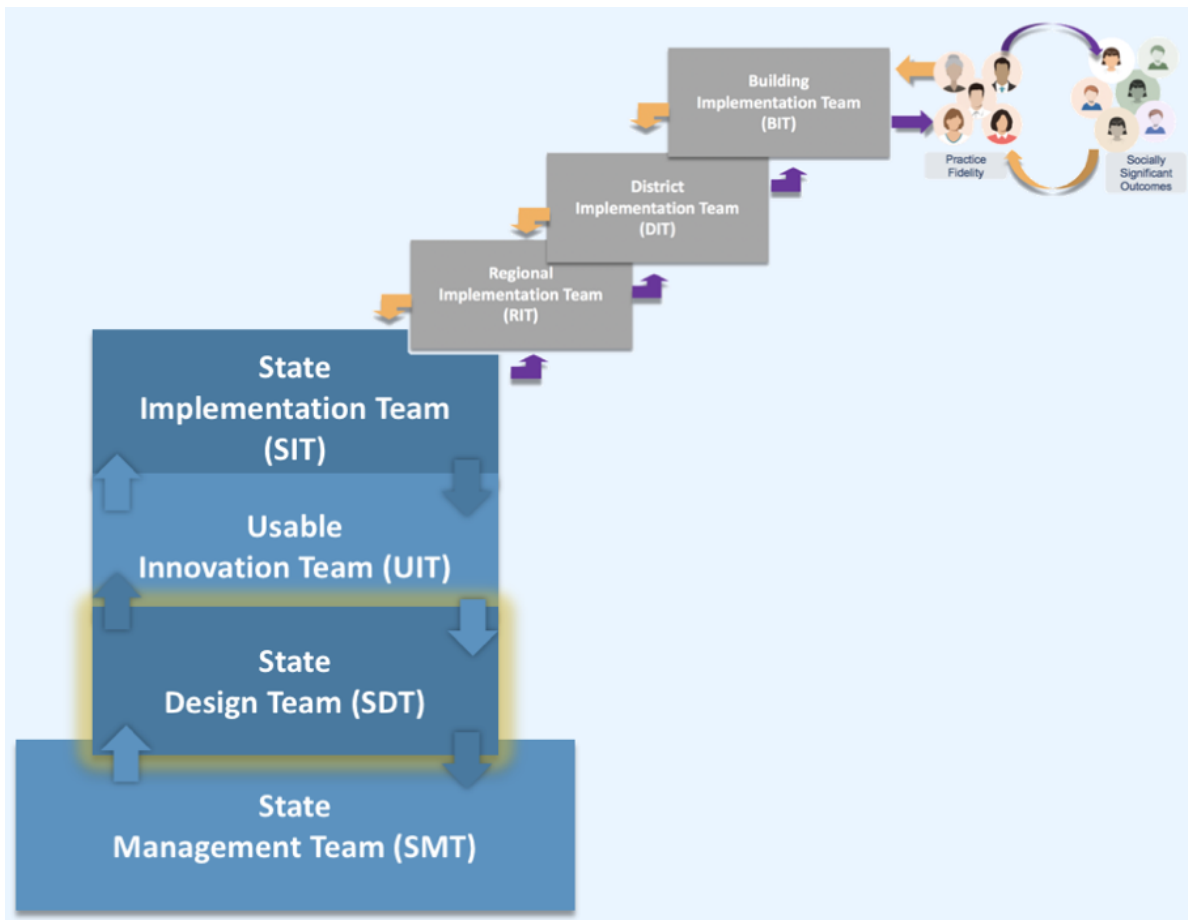 Building
Implementation Team
(BIT)
Practice
Fidelity
Socially
Significant
Outcomes
District
Implementation Team
(DIT)
Regional
Implementation Team
(RIT)
State
Implementation Team
(SIT)
Usable
Innovation Team (UIT)
State
Design Team (SDT)
State
Management Team (SMT)